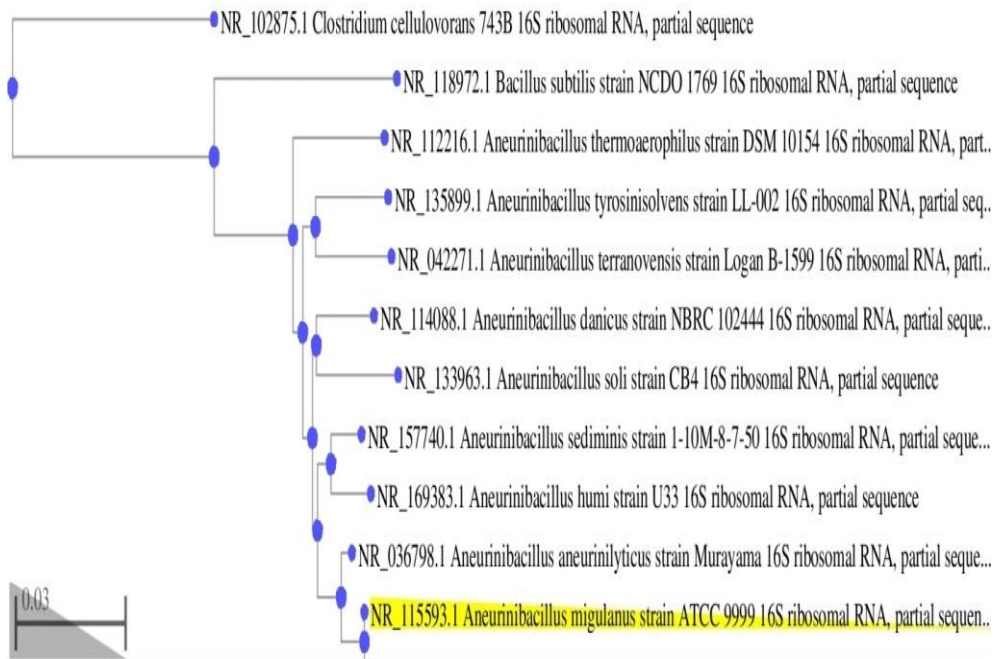 NR_102875.1 Clostridium cellulovorans 743B 16S ribosomal RNA, partial sequence
NR_118972.1 Bacillus subtilis strain NCDO 1769 16S ribosomal RNA, partial sequence
NR_112216.1 Aneurinibacillus thermoaerophilus strain DSM 10154 16S ribosomal RNA, part..
NR_135899.1 Aneurinibacillus tyrosinisolvens strain LL-002 16S ribosomal RNA, partial seq..
NR_042271.1 Aneurinibacillus terranovensis strain Logan B-1599 16S ribosomal RNA, parti..
NR_114088.1 Aneurinibacillus danicus strain NBRC 102444 16S ribosomal RNA, partial seque...
NR_133963.1 Aneurinibacillus soli strain CB4 16S ribosomal RNA, partial sequence
NR_157740.1 Aneurinibacillus sediminis strain 1-10M-8-7-50 16S ribosomal RNA, partial seque...
NR_169383.1 Aneurinibacillus humi strain U33 16S ribosomal RNA, partial sequence
NR_036798.1 Aneurinibacillus aneurinilyticus strain Murayama 16S ribosomal RNA, partial seque...
0.03
NR_115593.1 Aneurinibacillus migulanus strain ATCC 9999 16S ribosomal RNA, partial sequen..